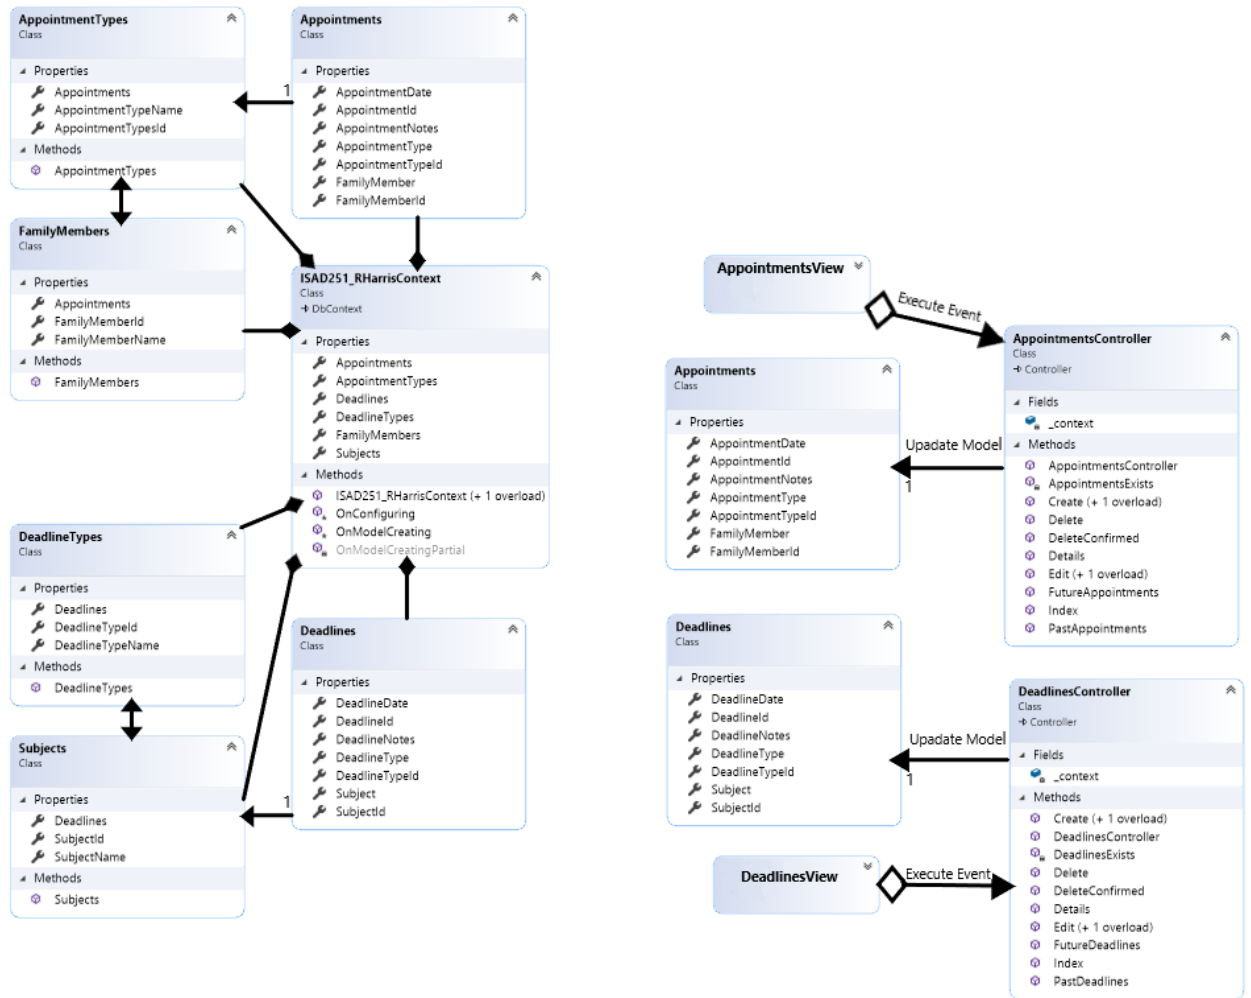 AppointmentTypes
Class
Properties
Appointments
AppointmentTypeName
AppointmentTypesId
Methods
AppointmentTypes
1
Appointments
Class
Properties
AppointmentDate
AppointmentId
AppointmentNotes
AppointmentType
AppointmentTypeId
FamilyMember
FamilyMemberId
FamilyMembers
Class
Properties
Appointments
FamilyMemberId
FamilyMemberName
Methods
FamilyMembers
ISAD251_RHarrisContext
Class
DbContext
Properties
Appointments
AppointmentTypes
Deadlines
DeadlineTypes
FamilyMembers
Subjects
Methods
ISAD251_RHarrisContext (+ 1 overload)
OnConfiguring
OnModelCreating
OnModelCreatingPartial
DeadlineTypes
Class
Properties
Deadlines
DeadlineTypeId
DeadlineTypeName
Methods
DeadlineTypes
Subjects
Class
Properties
Deadlines
SubjectId
SubjectName
Methods
Subjects
1
Deadlines
Class
Properties
DeadlineDate
DeadlineId
DeadlineNotes
DeadlineType
DeadlineTypeId
Subject
SubjectId
AppointmentsView
Execute Event
AppointmentsController
Class
Controller
Fields
_context
Methods
AppointmentsController
AppointmentsExists
Create (+ 1 overload)
Delete
DeleteConfirmed
Details
Edit (+ 1 overload)
FutureAppointments
Index
PastAppointments
Upadate Model
1
Appointments
Class
Properties
AppointmentDate
AppointmentId
AppointmentNotes
AppointmentType
AppointmentTypeId
FamilyMember
FamilyMemberId
Deadlines
Class
Properties
DeadlineDate
DeadlineId
DeadlineNotes
DeadlineType
DeadlineTypeId
Subject
SubjectId
Upadate Model
1
DeadlinesController
Class
Controller
Fields
_context
Methods
Create (+ 1 overload)
DeadlinesController
DeadlinesExists
Delete
DeleteConfirmed
Details
Edit (+ 1 overload)
FutureDeadlines
Index
PastDeadlines
DeadlinesView
Execute Event